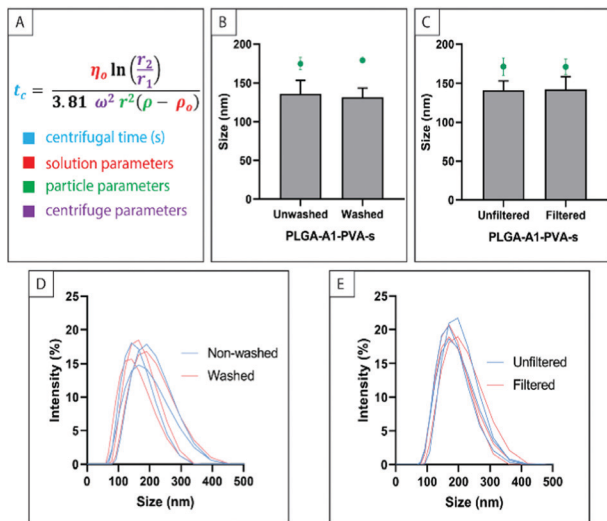 A
t_c = η_o ln(r_2/r_1) / 3.81 ω² r²(ρ − ρ_o)
centrifugal time (s)
solution parameters
particle parameters
centrifuge parameters
B
Size (nm)
200
150
100
50
0
Unwashed Washed
PLGA-A1-PVA-s
C
Size (nm)
200
150
100
50
0
Unfiltered Filtered
PLGA-A1-PVA-s
D
Intensity (%)
25
20
15
10
5
0
Non-washed
Washed
0 100 200 300 400 500
Size (nm)
E
Intensity (%)
25
20
15
10
5
0
Unfiltered
Filtered
0 100 200 300 400 500
Size (nm)